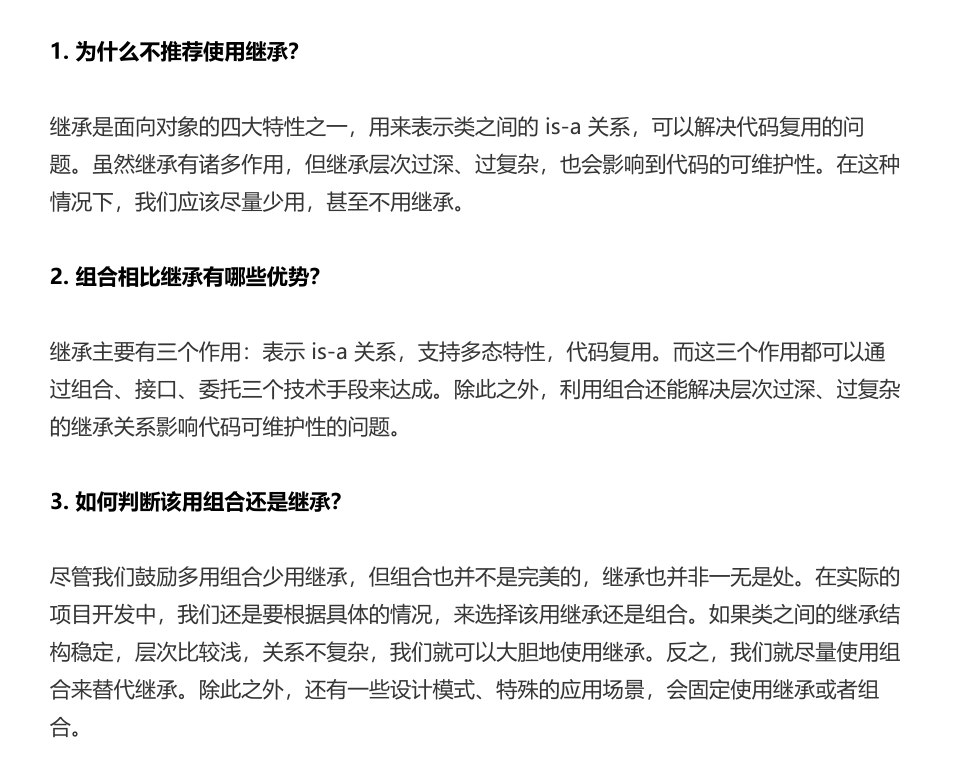 1. 为什么不推荐使用继承？
继承是面向对象的四大特性之一，用来表示类之间的 is-a 关系，可以解决代码复用的问
题。虽然继承有诸多作用，但继承层次过深、过复杂，也会影响到代码的可维护性。在这种
情况下，我们应该尽量少用，甚至不用继承。
2. 组合相比继承有哪些优势？
继承主要有三个作用：表示 is-a 关系，支持多态特性，代码复用。而这三个作用都可以通
过组合、接口、委托三个技术手段来达成。除此之外，利用组合还能解决层次过深、过复杂
的继承关系影响代码可维护性的问题。
3. 如何判断该用组合还是继承？
尽管我们鼓励多用组合少用继承，但组合也并不是完美的，继承也并非一无是处。在实际的
项目开发中，我们还是要根据具体的情况，来选择该用继承还是组合。如果类之间的继承结
构稳定，层次比较浅，关系不复杂，我们就可以大胆地使用继承。反之，我们就尽量使用组
合来替代继承。除此之外，还有一些设计模式、特殊的应用场景，会固定使用继承或者组
合。